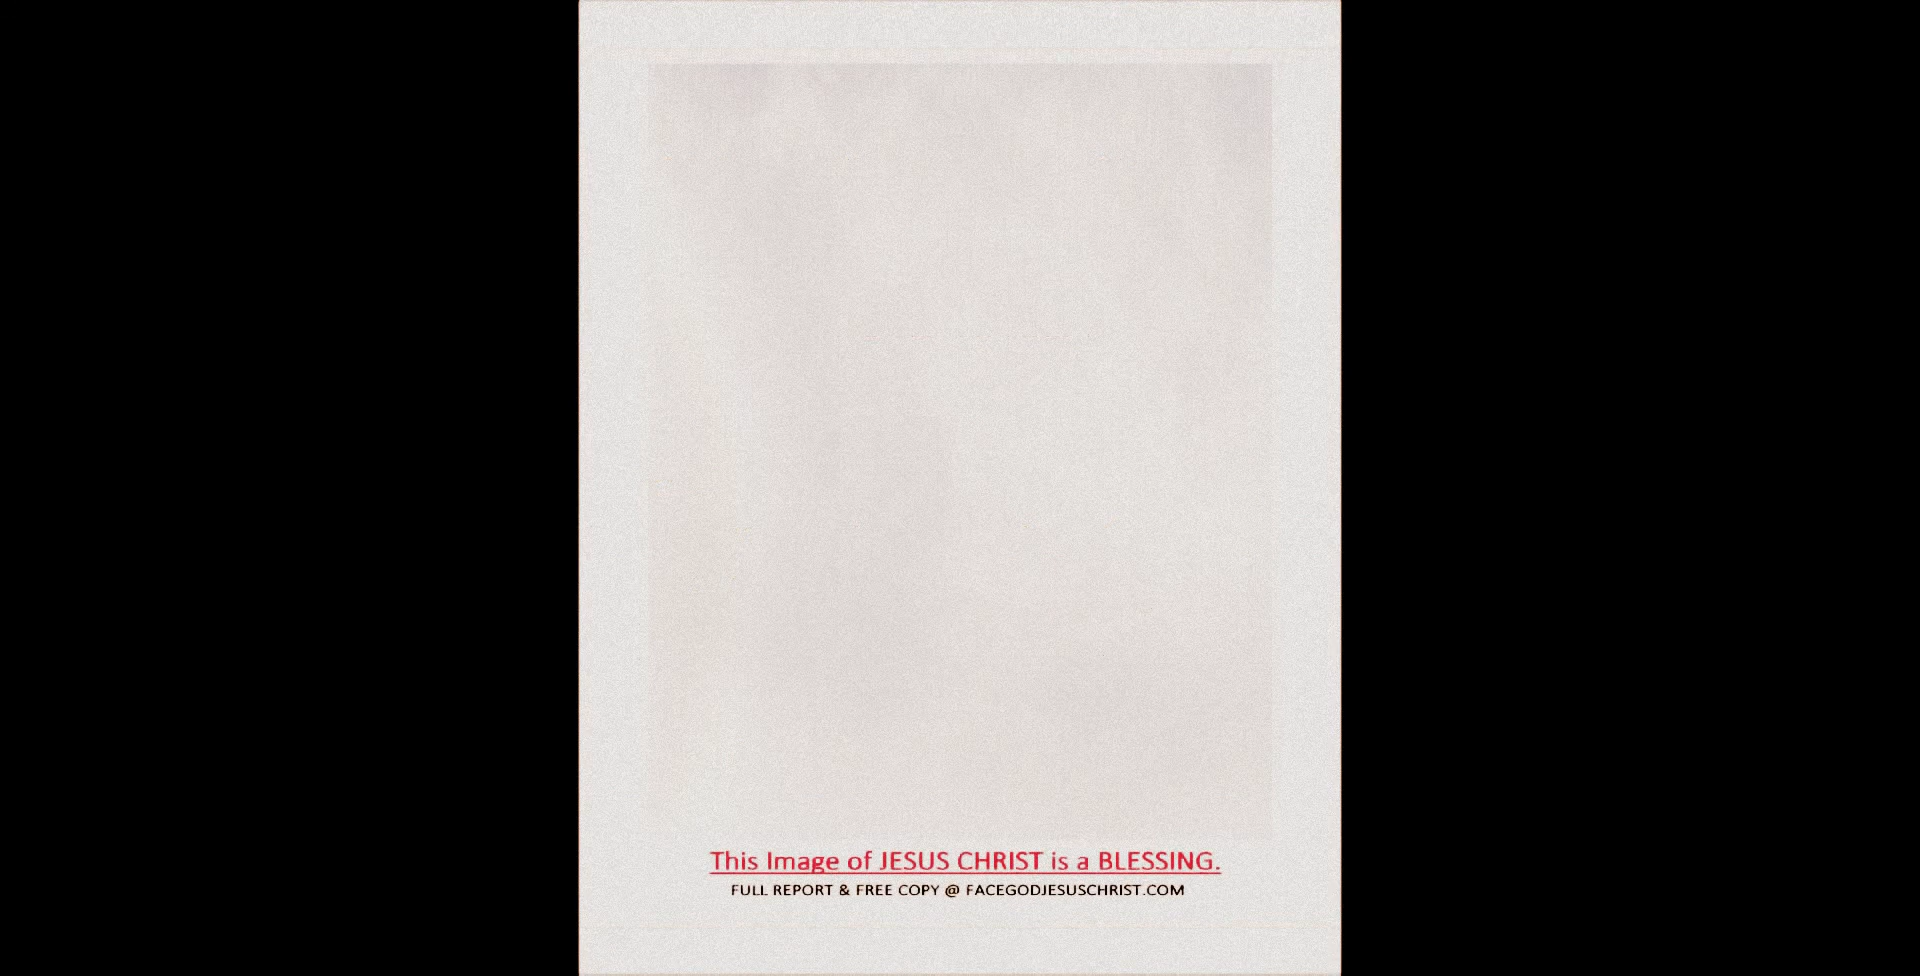 This Image of JESUS CHRIST is a BLESSING.
FULL REPORT & FREE COPY @ FACEGODJESUSCHRIST.COM